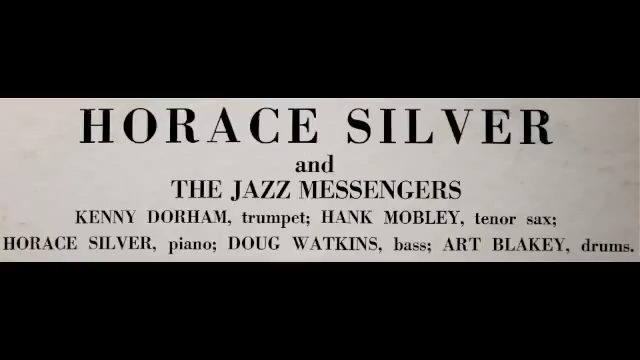 HORACE SILVER
and
THE JAZZ MESSENGERS
KENNY DORHAM, trumpet; HANK MOBLEY, tenor sax;
HORACE SILVER, piano; DOUG WATKINS, bass; ART BLAKEY, drums.